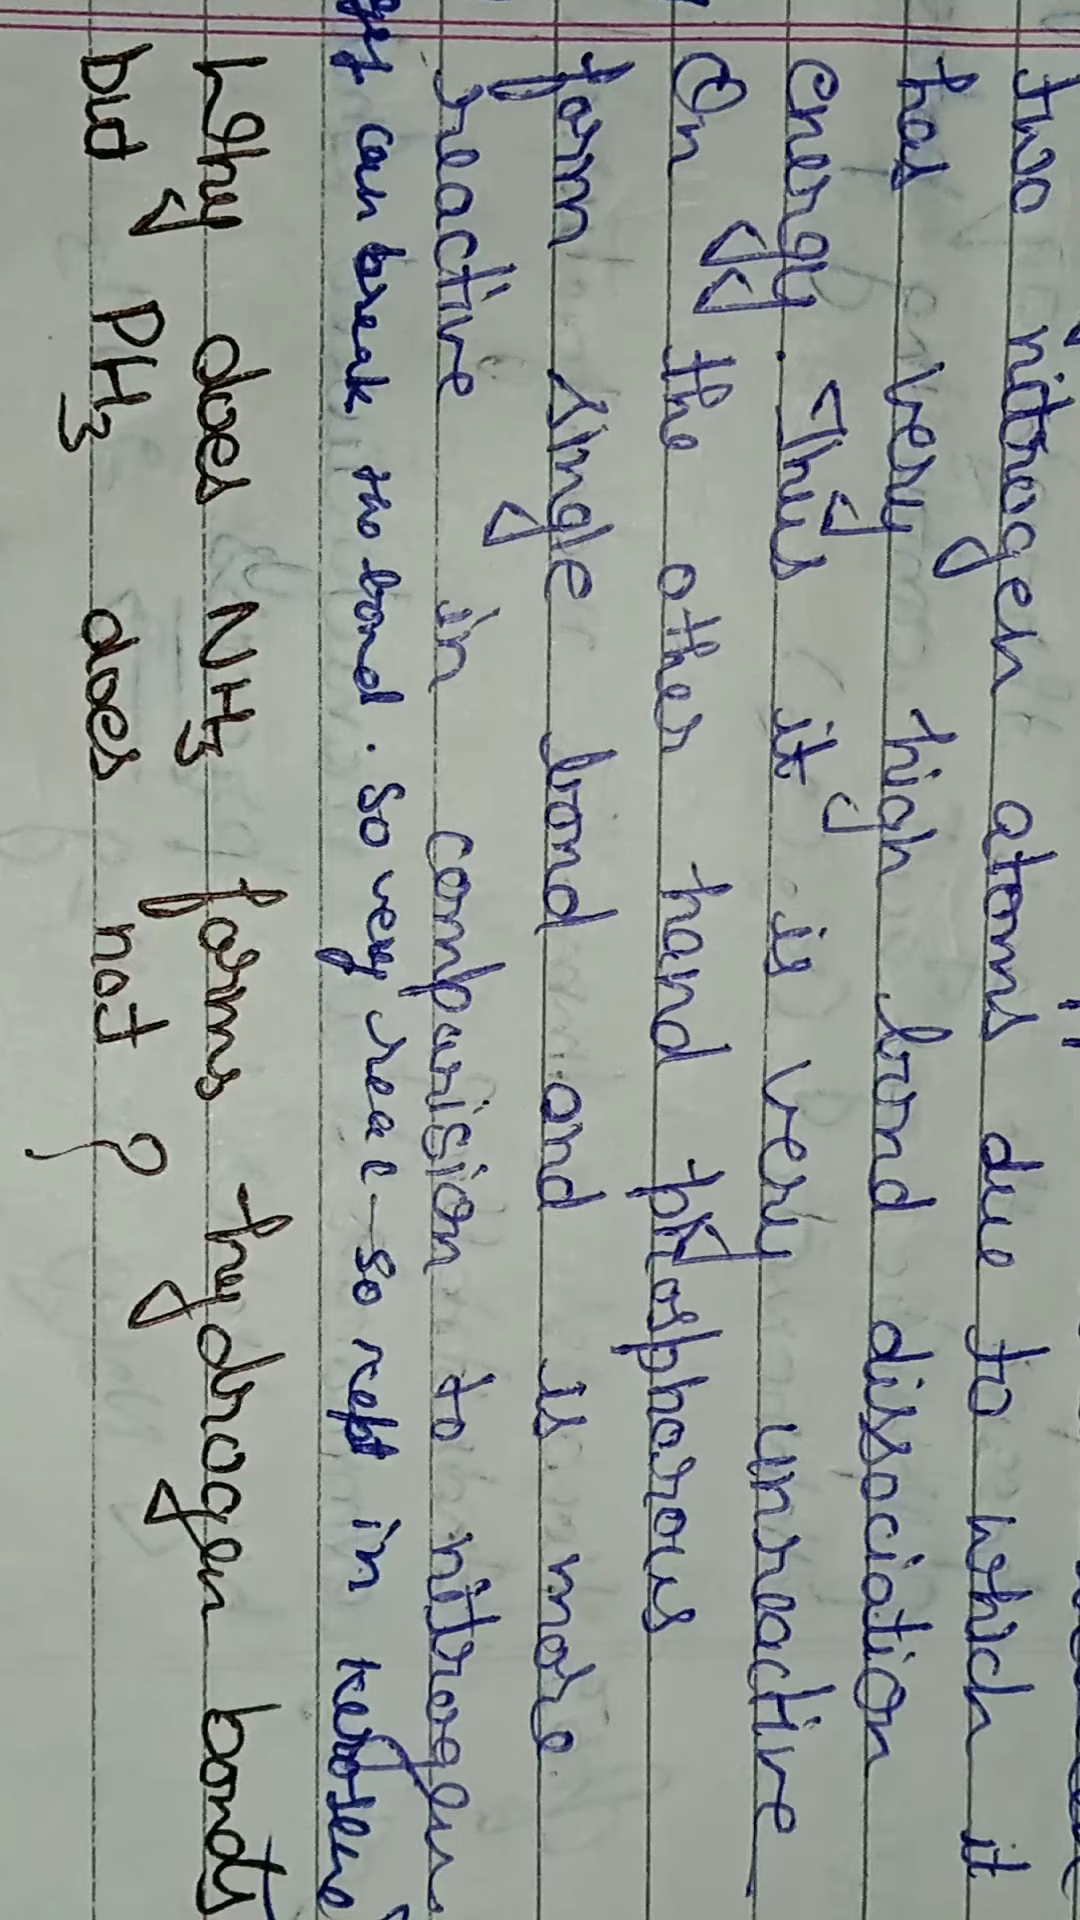 two nitrogen atoms due to which it
has very high bond dissociation
energy. Thus it is very unreactive
On the other hand phosphorous
form single bond and is more
reactive in comparision to nitrogen
can break the bond. So very reac - so kept in kerosene
Why does NH3 forms hydrogen bonds
but PH3 does not ?